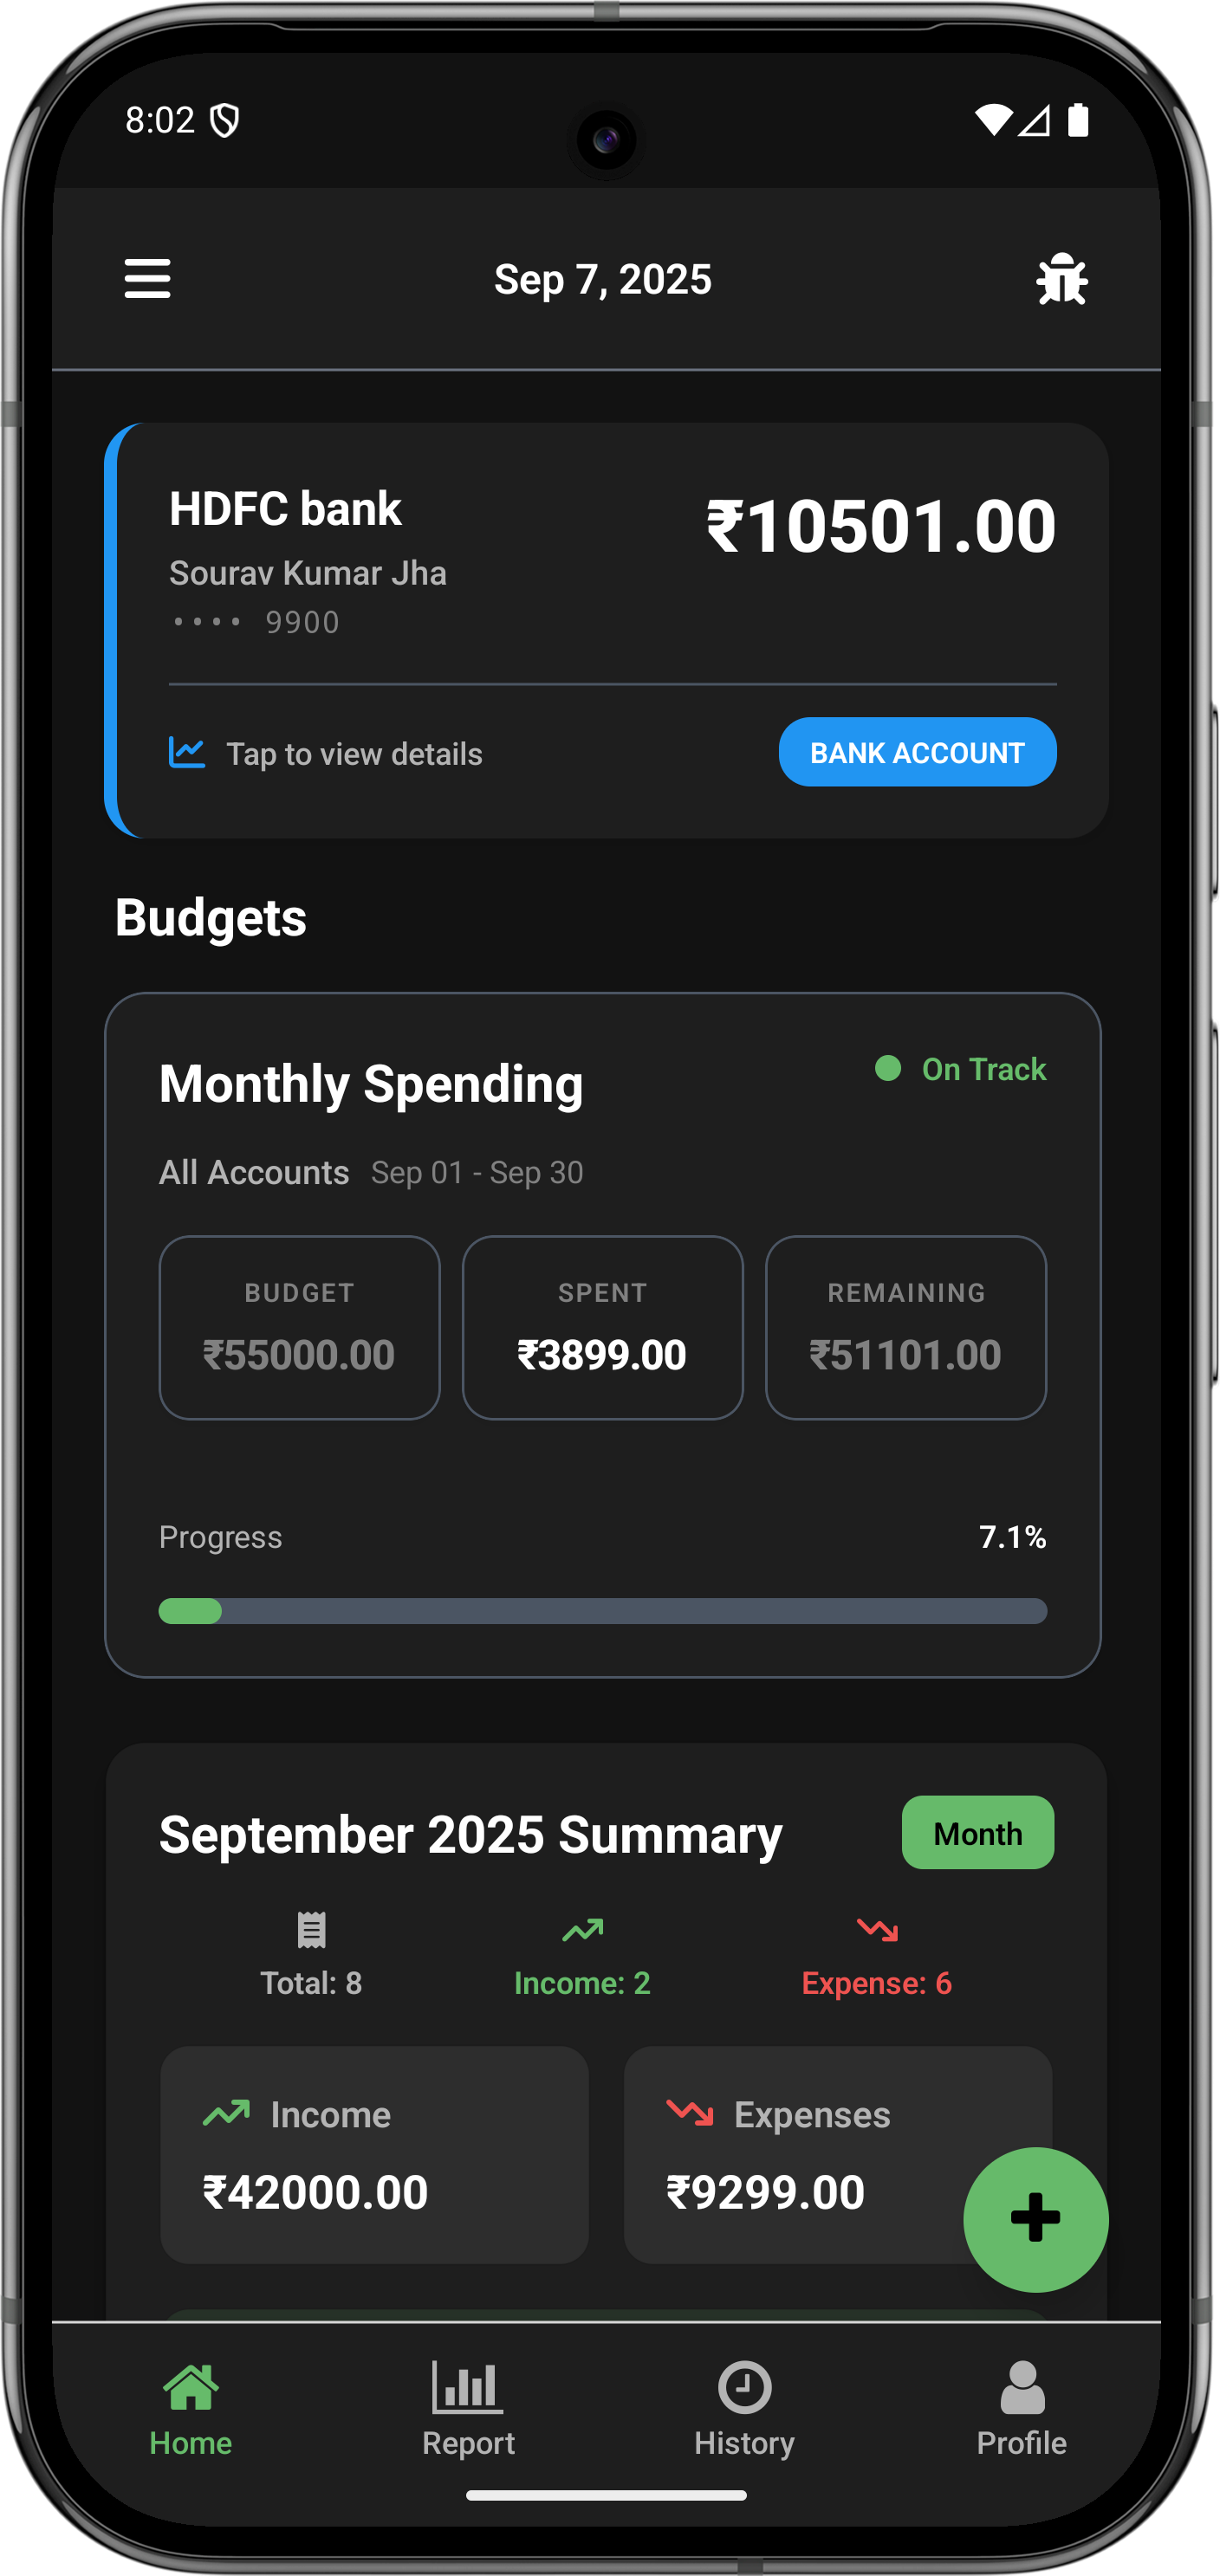 8:02
Sep 7, 2025
HDFC bank
₹10501.00
Sourav Kumar Jha
•••• 9900
Tap to view details
BANK ACCOUNT
Budgets
Monthly Spending
On Track
All Accounts Sep 01 - Sep 30
BUDGET SPENT REMAINING
₹55000.00 ₹3899.00 ₹51101.00
Progress 7.1%
September 2025 Summary
Month
Total: 8 Income: 2 Expense: 6
Income Expenses
₹42000.00 ₹9299.00
Home Report History Profile